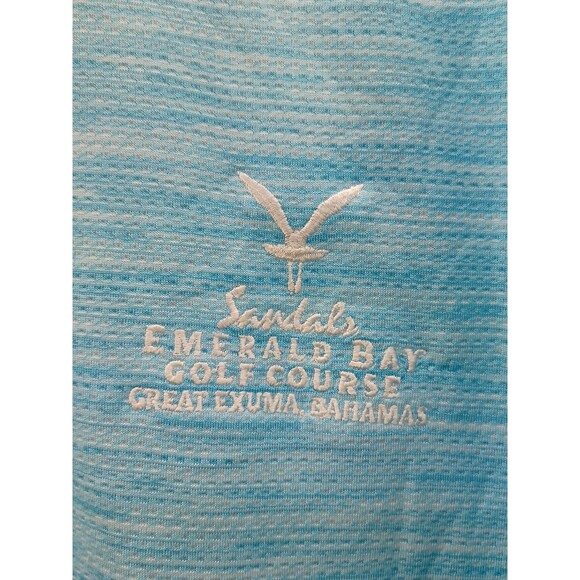 Sandals
EMERALD BAY
GOLF COURSE
GREAT EXUMA, BAHAMAS